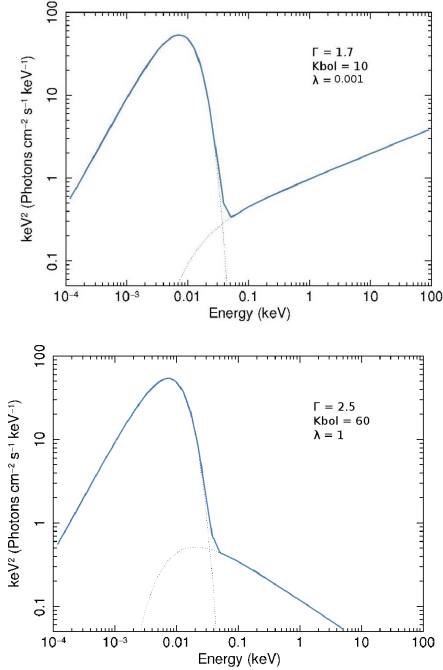 100
10
1
0.1
keV² (Photons cm⁻² s⁻¹ keV⁻¹)
Γ = 1.7
Kbol = 10
λ = 0.001
10⁻⁴ 10⁻³ 0.01 0.1 1 10 100
Energy (keV)
100
10
1
0.1
keV² (Photons cm⁻² s⁻¹ keV⁻¹)
Γ = 2.5
Kbol = 60
λ = 1
10⁻⁴ 10⁻³ 0.01 0.1 1 10 100
Energy (keV)